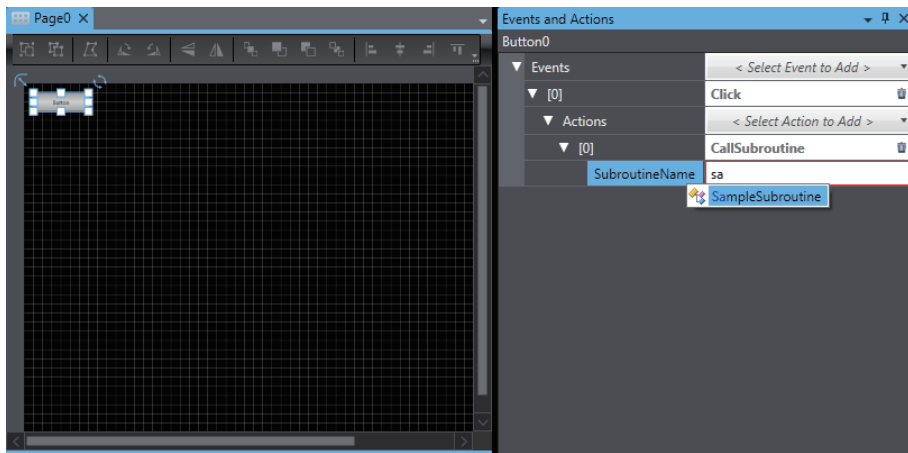 Page0
Button
Events and Actions
Button0
Events
< Select Event to Add >
[0]
Click
Actions
< Select Action to Add >
[0]
CallSubroutine
SubroutineName
sa
SampleSubroutine